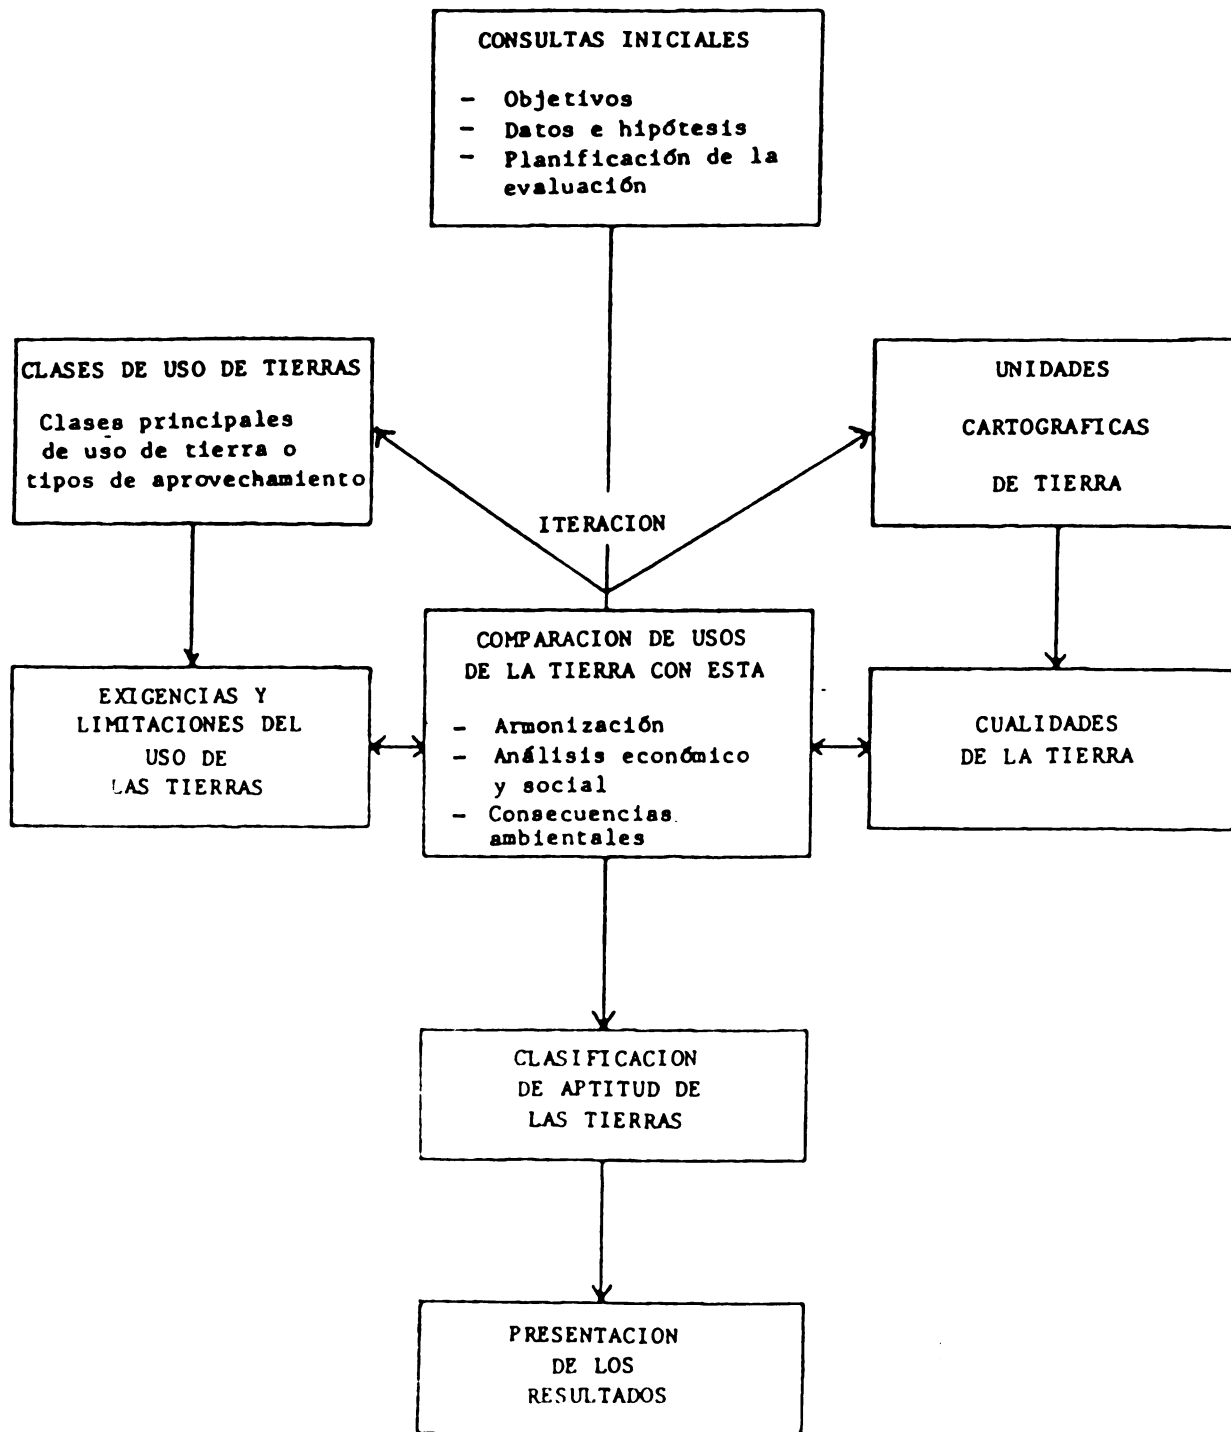 CONSULTAS INICIALES
- Objetivos
- Datos e hipótesis
- Planificación de la
evaluación
CLASES DE USO DE TIERRAS
Clases principales
de uso de tierra o
tipos de aprovechamiento
UNIDADES
CARTOGRAFICAS
DE TIERRA
ITERACION
EXIGENCIAS Y
LIMITACIONES DEL
USO DE
LAS TIERRAS
COMPARACION DE USOS
DE LA TIERRA CON ESTA
- Armonización
- Análisis económico
y social
- Consecuencias
ambientales
CUALIDADES
DE LA TIERRA
CLASIFICACION
DE APTITUD DE
LAS TIERRAS
PRESENTACION
DE LOS
RESULTADOS